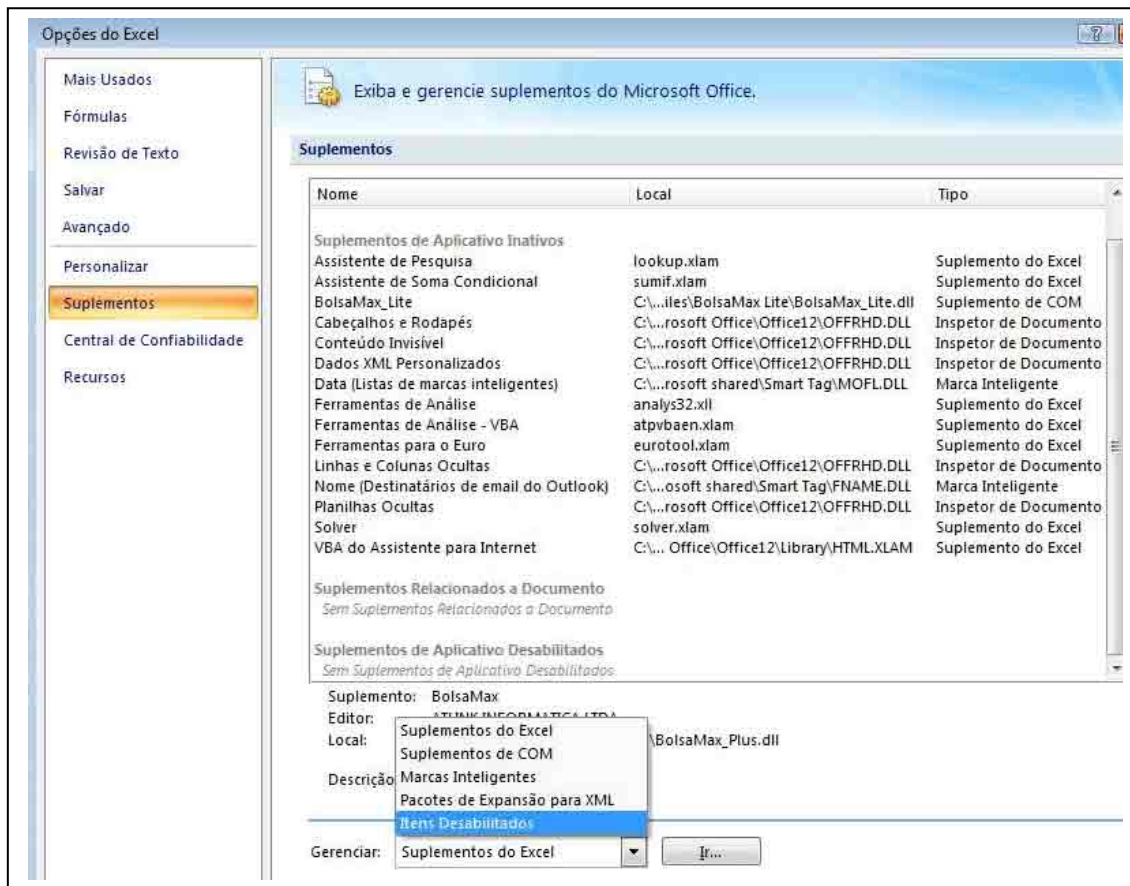 Opções do Excel
Mais Usados
Fórmulas
Revisão de Texto
Salvar
Avançado
Personalizar
Suplementos
Central de Confiabilidade
Recursos
Exiba e gerencie suplementos do Microsoft Office.
Suplementos
Nome Local Tipo
Suplementos de Aplicativo Inativos
Assistente de Pesquisa lookup.xlam Suplemento do Excel
Assistente de Soma Condicional sumif.xlam Suplemento do Excel
BolsaMax_Lite C:\...iles\BolsaMax Lite\BolsaMax_Lite.dll Suplemento de COM
Cabeçalhos e Rodapés C:\...rosoft Office\Office12\OFFRHD.DLL Inspetor de Documento
Conteúdo Invisível C:\...rosoft Office\Office12\OFFRHD.DLL Inspetor de Documento
Dados XML Personalizados C:\...rosoft Office\Office12\OFFRHD.DLL Inspetor de Documento
Data (Listas de marcas inteligentes) C:\...rosoft shared\Smart Tag\MOFL.DLL Marca Inteligente
Ferramentas de Análise analys32.xll Suplemento do Excel
Ferramentas de Análise - VBA atpvbaen.xlam Suplemento do Excel
Ferramentas para o Euro eurotool.xlam Suplemento do Excel
Linhas e Colunas Ocultas C:\...rosoft Office\Office12\OFFRHD.DLL Inspetor de Documento
Nome (Destinatários de email do Outlook) C:\...osoft shared\Smart Tag\FNAME.DLL Marca Inteligente
Planilhas Ocultas C:\...rosoft Office\Office12\OFFRHD.DLL Inspetor de Documento
Solver solver.xlam Suplemento do Excel
VBA do Assistente para Internet C:\... Office\Office12\Library\HTML.XLAM Suplemento do Excel
Suplementos Relacionados a Documento
Sem Suplementos Relacionados a Documento
Suplementos de Aplicativo Desabilitados
Sem Suplementos de Aplicativo Desabilitados
Suplemento: BolsaMax
Editor:
Local: \BolsaMax_Plus.dll
Descrição
Suplementos do Excel
Suplementos de COM
Marcas Inteligentes
Pacotes de Expansão para XML
Itens Desabilitados
Gerenciar: Suplementos do Excel Ir...